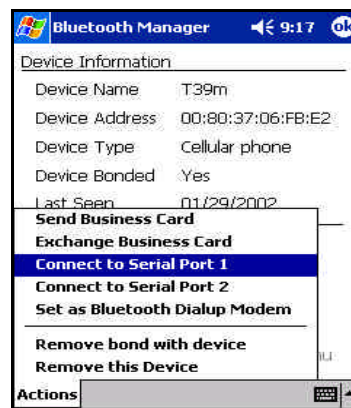 Bluetooth Manager 9:17 ok
Device Information
Device Name T39m
Device Address 00:80:37:06:FB:E2
Device Type Cellular phone
Device Bonded Yes
Last Seen 01/29/2002
Send Business Card
Exchange Business Card
Connect to Serial Port 1
Connect to Serial Port 2
Set as Bluetooth Dialup Modem
Remove bond with device
Remove this Device
Actions